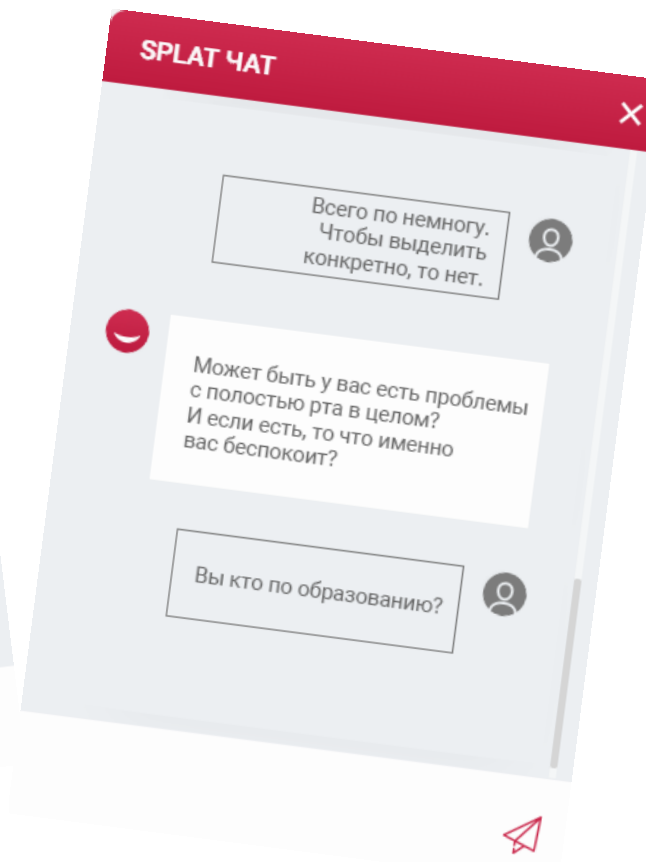 SPLAT ЧАТ
Всего по немногу.
Чтобы выделить
конкретно, то нет.
Может быть у вас есть проблемы
с полостью рта в целом?
И если есть, то что именно
вас беспокоит?
Вы кто по образованию?